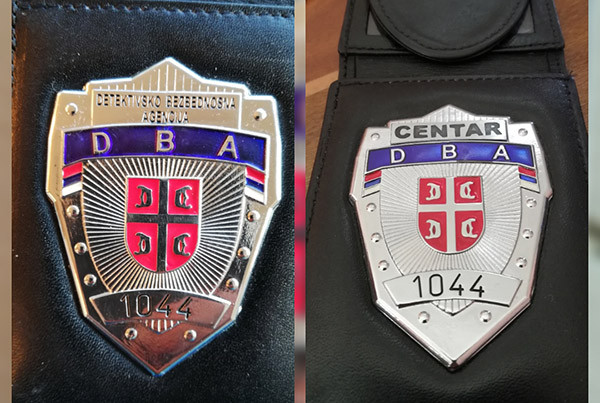 DETEKTIVSKO BEZBEDNOSNA
AGENCIJA
D B A
1044
CENTAR
D B A
1044